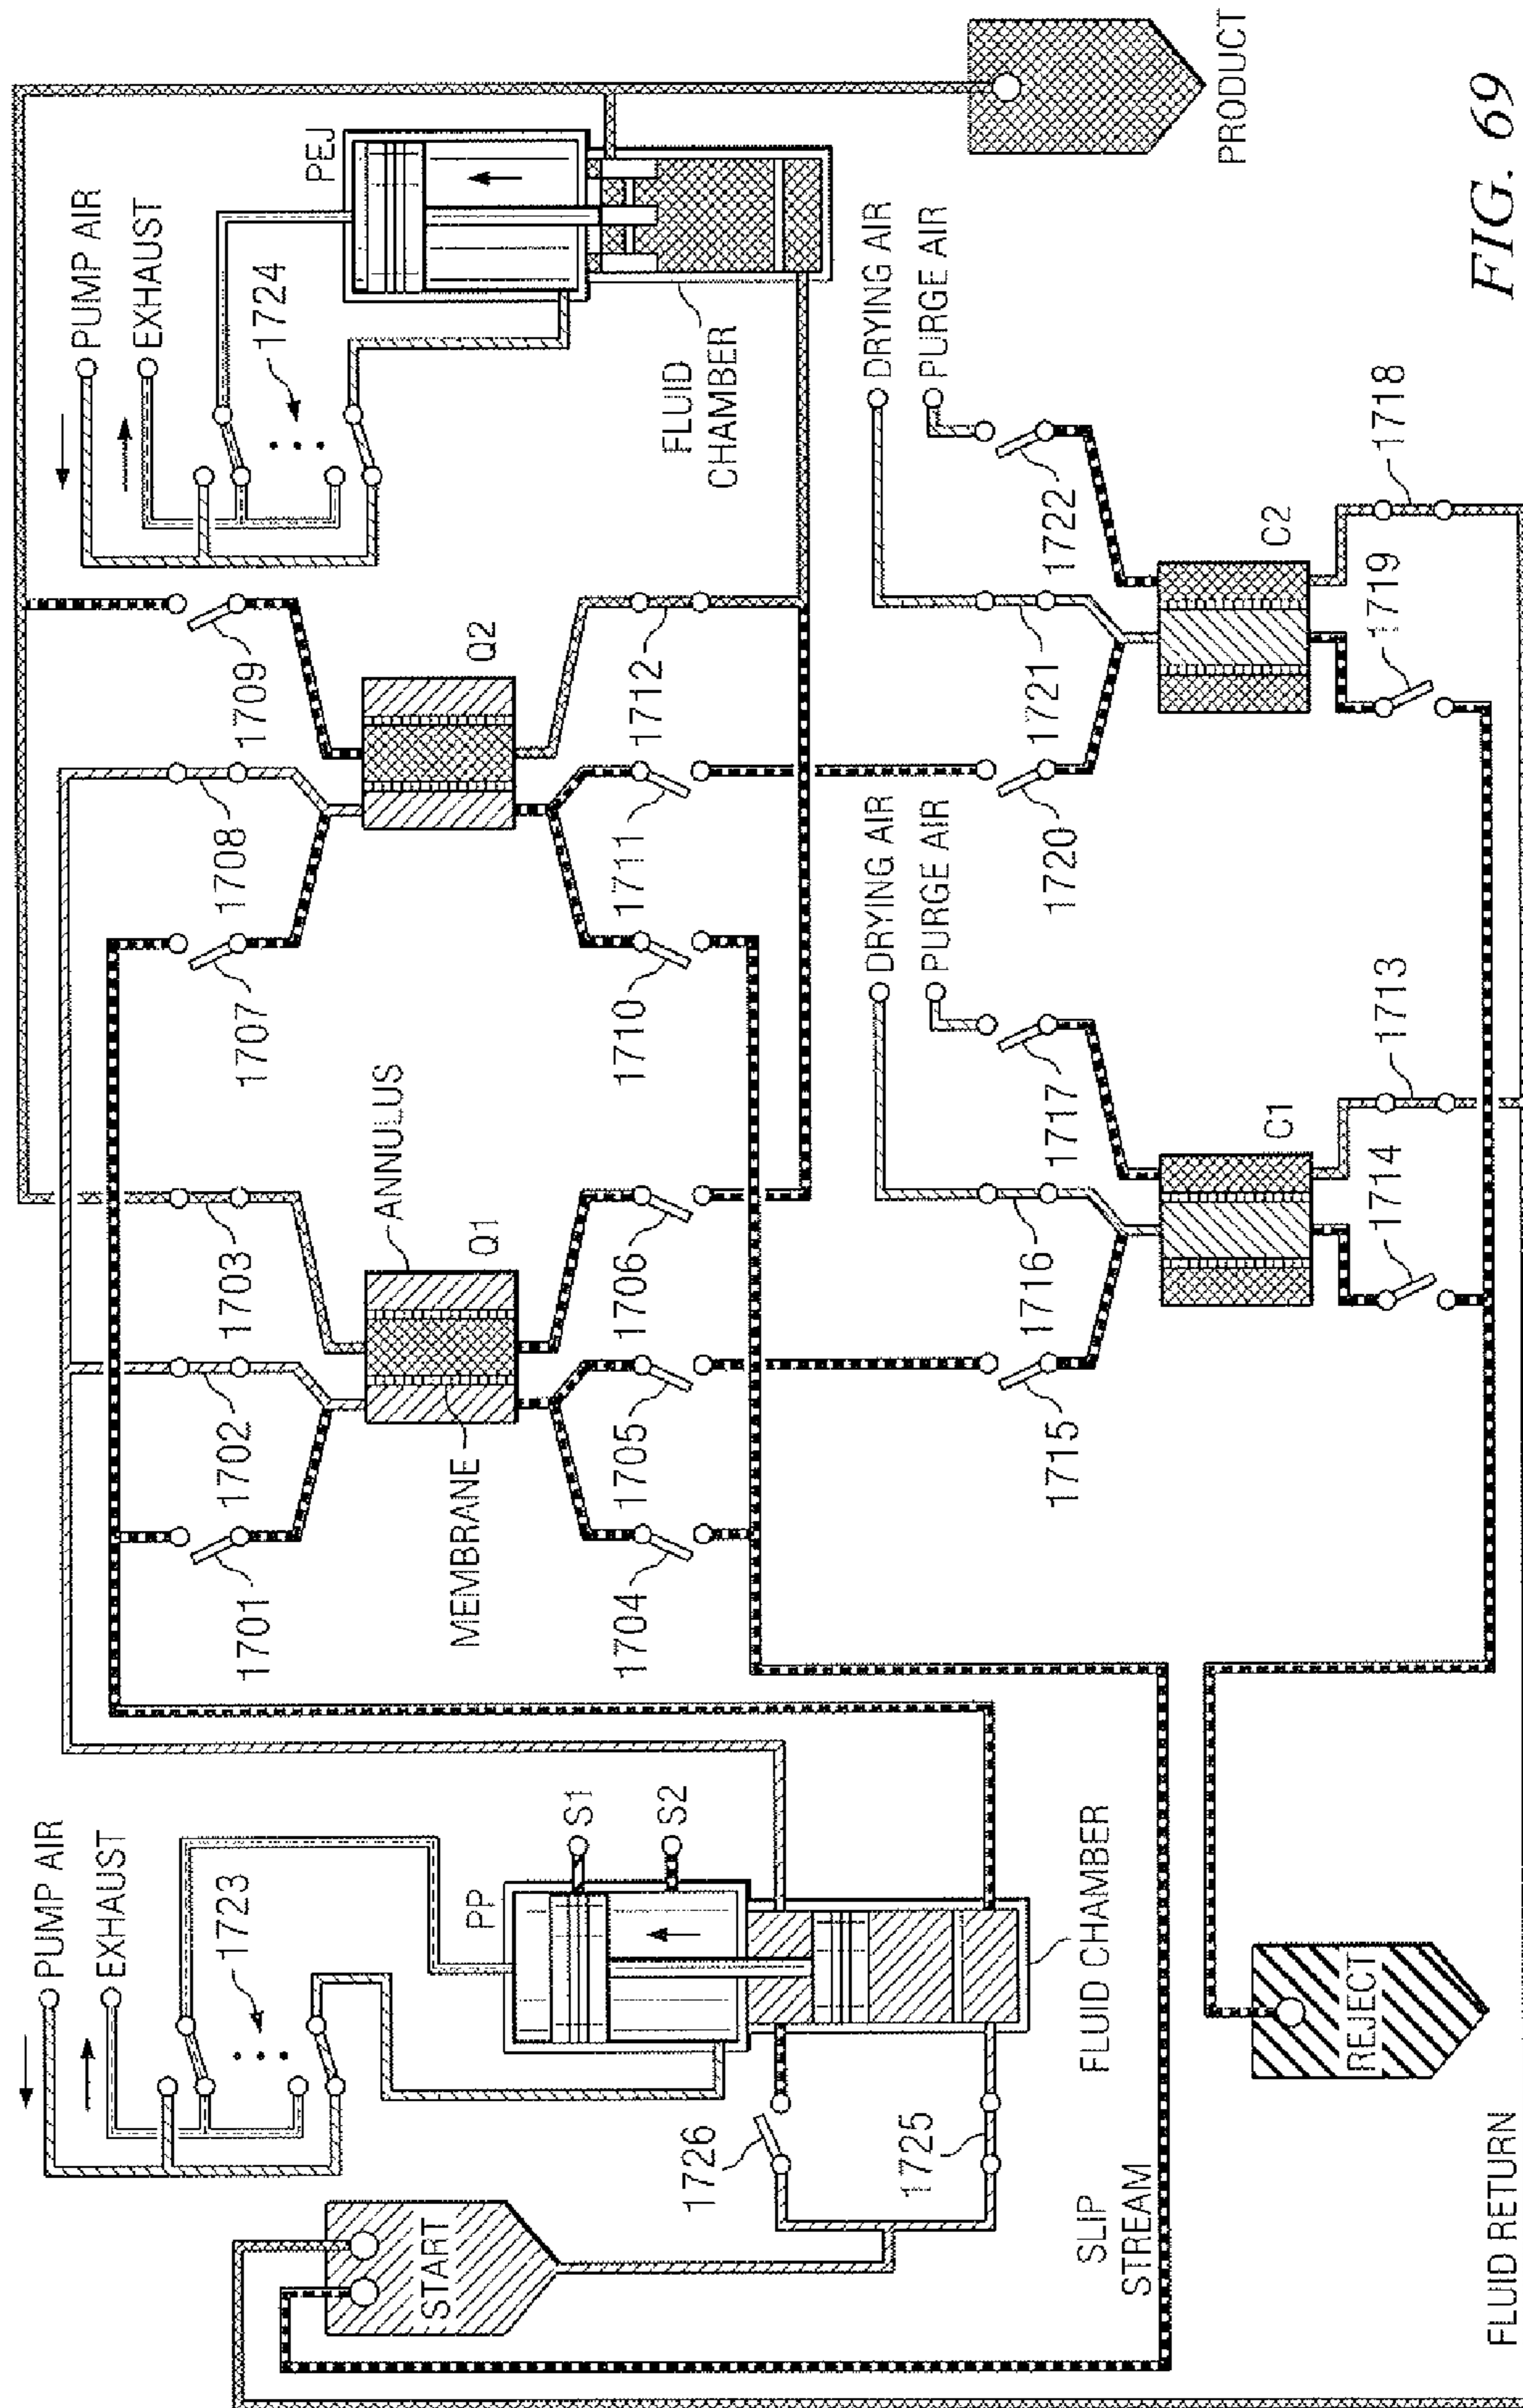 PUMP AIR
EXHAUST
1723
START
PP
S1
S2
1726
1725
FLUID CHAMBER
SLIP
STREAM
REJECT
FLUID RETURN
1701
1702
1703
MEMBRANE
ANNULUS
Q1
1704
1705
1706
1707
1708
1709
Q2
1710
1711
1712
PUMP AIR
EXHAUST
1724
PEJ
FLUID
CHAMBER
PRODUCT
DRYING AIR
PURGE AIR
1715
1716
1717
C1
1714
1713
DRYING AIR
PURGE AIR
1720
1721
1722
C2
1719
1718
FIG. 69